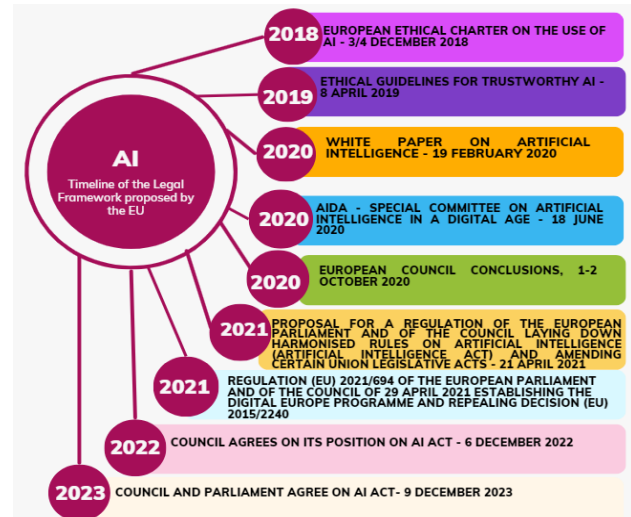 AI
Timeline of the Legal
Framework proposed by
the EU
2018
EUROPEAN ETHICAL CHARTER ON THE USE OF
AI - 3/4 DECEMBER 2018
2019
ETHICAL GUIDELINES FOR TRUSTWORTHY AI -
8 APRIL 2019
2020
WHITE PAPER ON ARTIFICIAL
INTELLIGENCE - 19 FEBRUARY 2020
2020
AIDA - SPECIAL COMMITTEE ON ARTIFICIAL
INTELLIGENCE IN A DIGITAL AGE - 18 JUNE
2020
2020
EUROPEAN COUNCIL CONCLUSIONS, 1-2
OCTOBER 2020
2021
PROPOSAL FOR A REGULATION OF THE EUROPEAN
PARLIAMENT AND OF THE COUNCIL LAYING DOWN
HARMONISED RULES ON ARTIFICIAL INTELLIGENCE
(ARTIFICIAL INTELLIGENCE ACT) AND AMENDING
CERTAIN UNION LEGISLATIVE ACTS - 21 APRIL 2021
2021
REGULATION (EU) 2021/694 OF THE EUROPEAN PARLIAMENT
AND OF THE COUNCIL OF 29 APRIL 2021 ESTABLISHING THE
DIGITAL EUROPE PROGRAMME AND REPEALING DECISION (EU)
2015/2240
2022
COUNCIL AGREES ON ITS POSITION ON AI ACT - 6 DECEMBER 2022
2023
COUNCIL AND PARLIAMENT AGREE ON AI ACT- 9 DECEMBER 2023